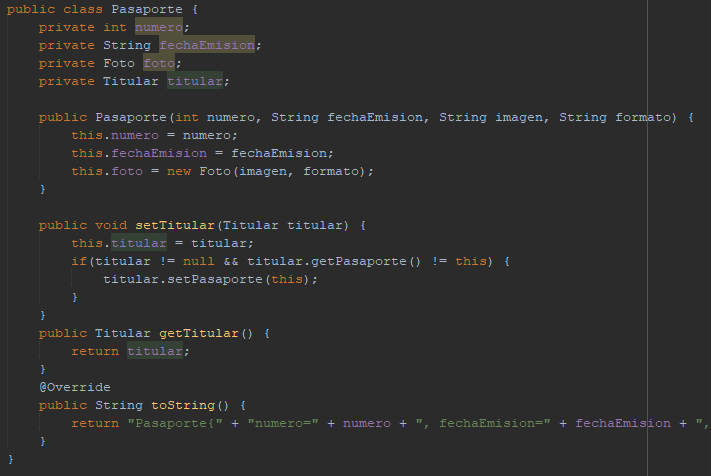 public class Pasaporte {
    private int numero;
    private String fechaEmision;
    private Foto foto;
    private Titular titular;

    public Pasaporte(int numero, String fechaEmision, String imagen, String formato) {
        this.numero = numero;
        this.fechaEmision = fechaEmision;
        this.foto = new Foto(imagen, formato);
    }

    public void setTitular(Titular titular) {
        this.titular = titular;
        if(titular != null && titular.getPasaporte() != this) {
            titular.setPasaporte(this);
        }
    }
    public Titular getTitular() {
        return titular;
    }
    @Override
    public String toString() {
        return "Pasaporte{" + "numero=" + numero + ", fechaEmision=" + fechaEmision + ",
    }
}